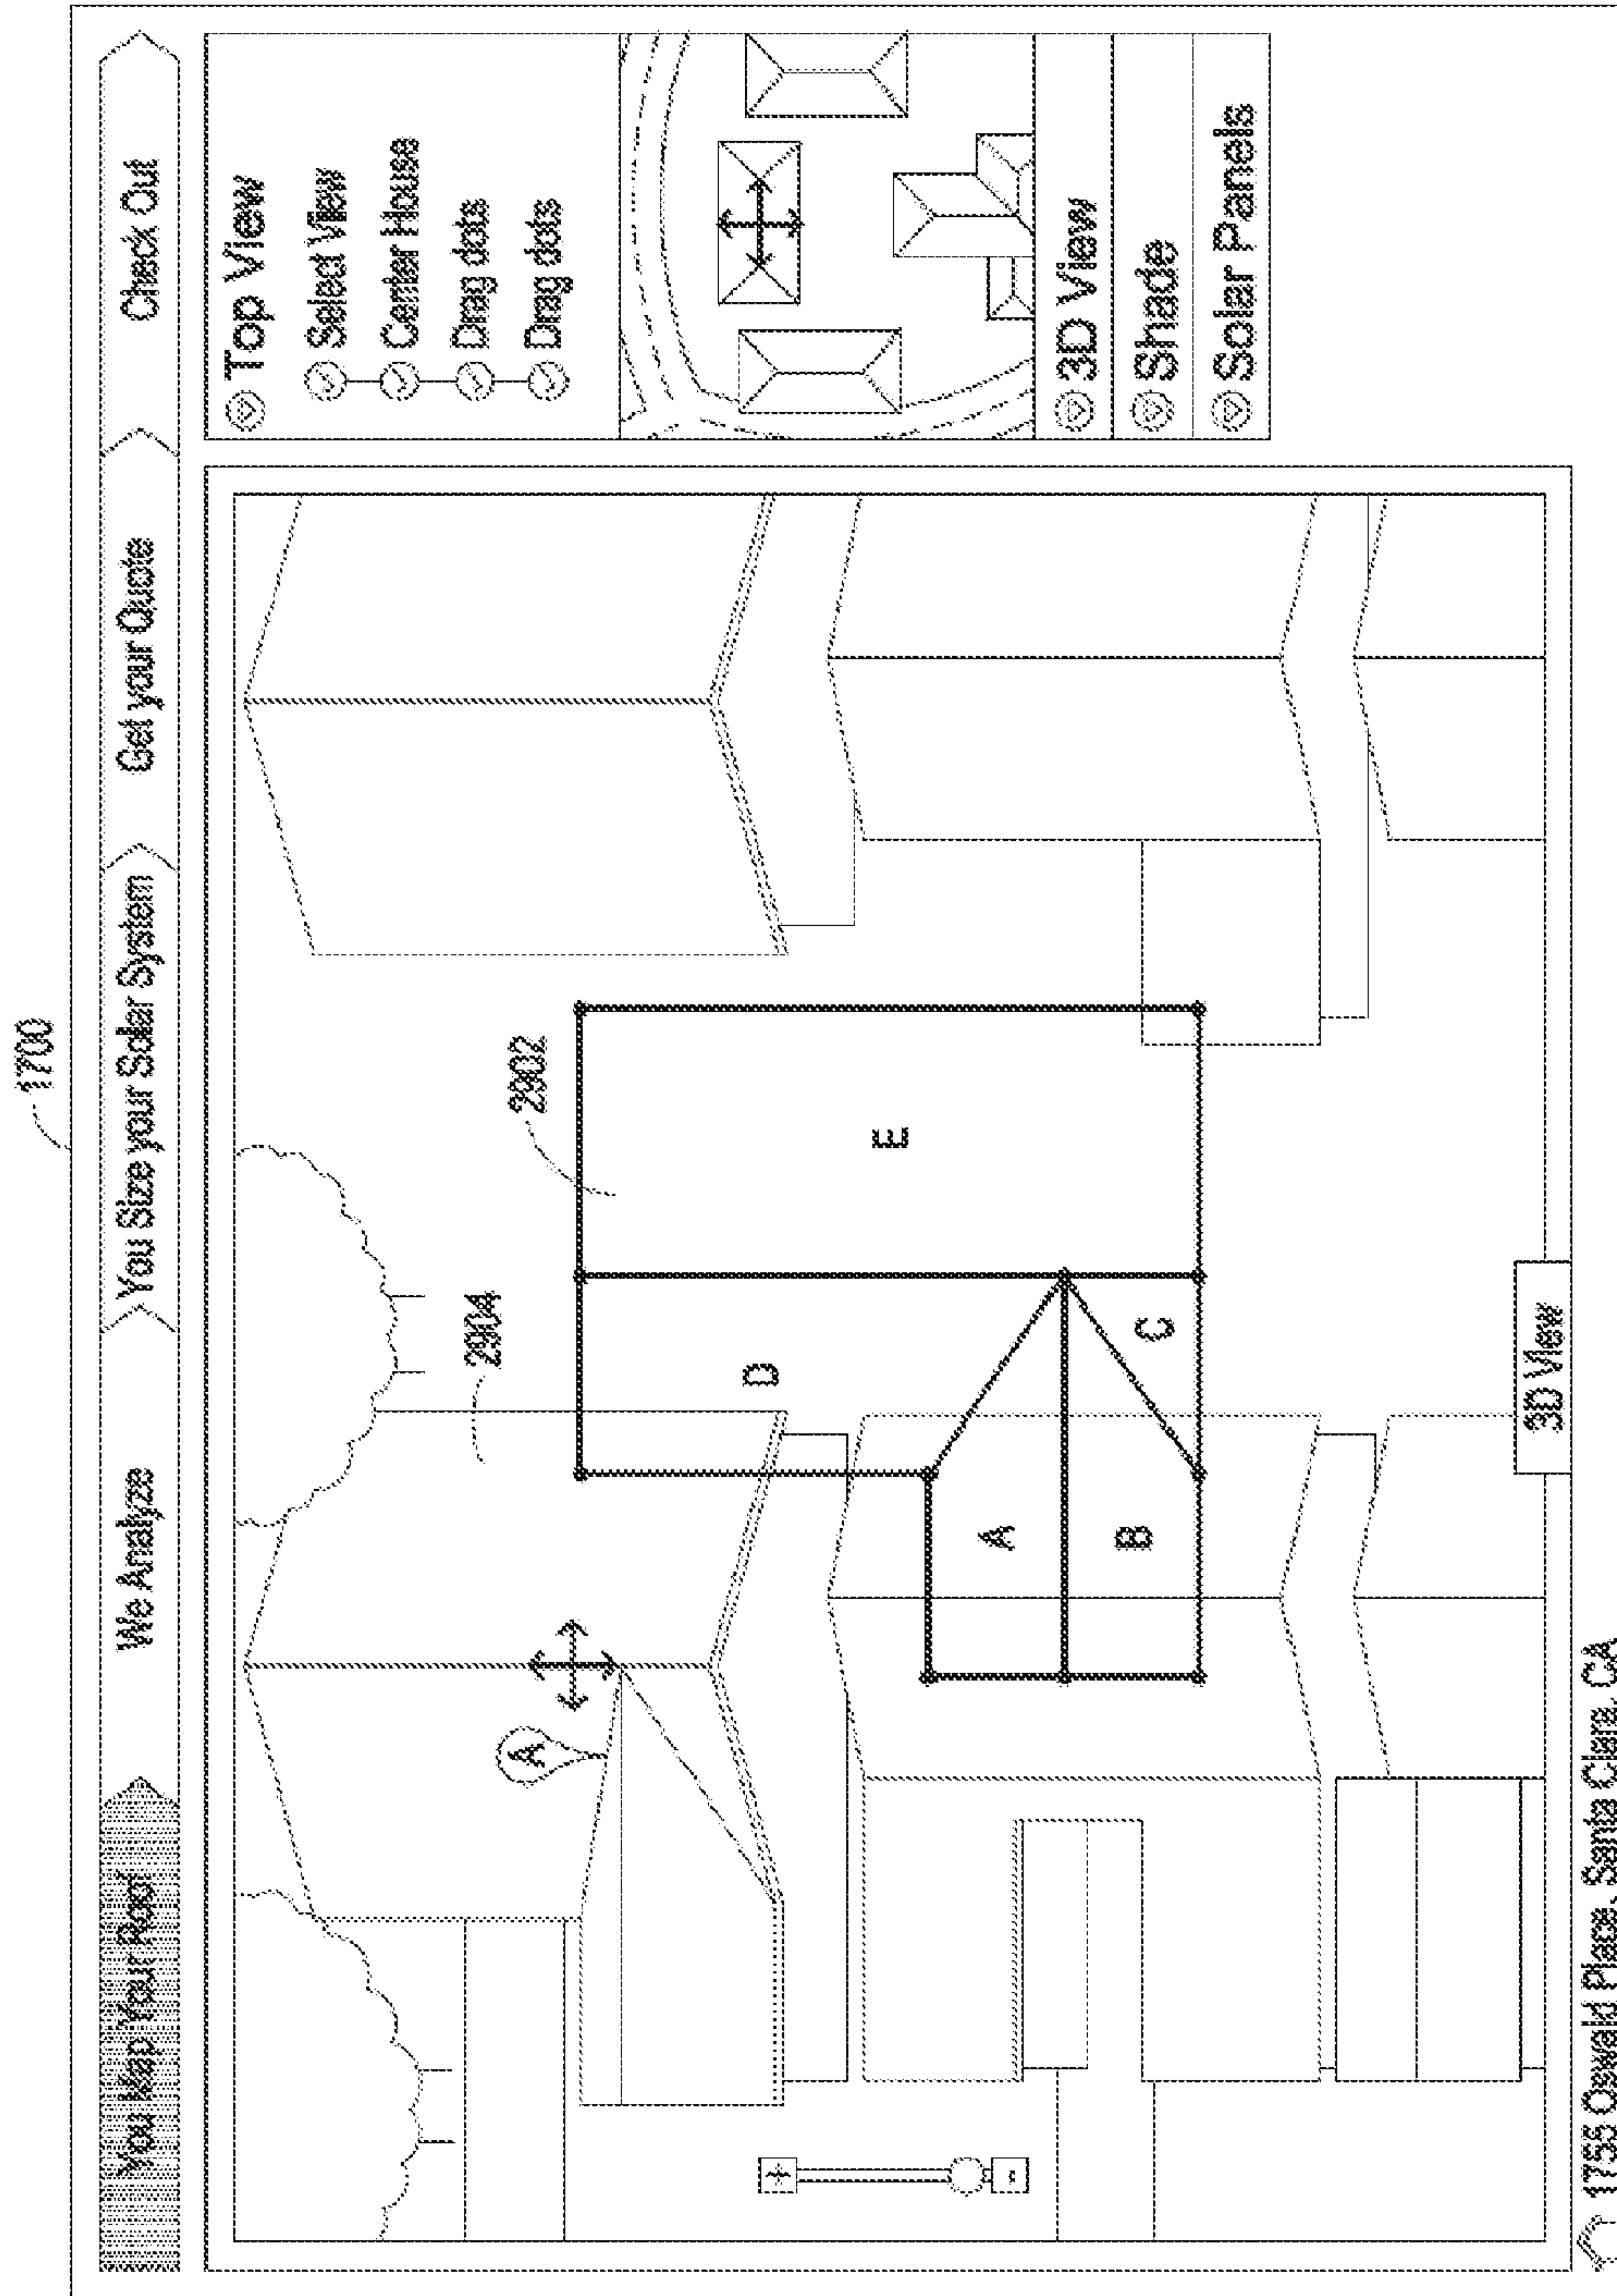 1700
You Map Your Roof
We Analyze
You Size your Solar System
Get your Quote
Check Out
2904
2902
A
D
E
A
B
C
+
-
3D View
1755 Oswald Place, Santa Clara, CA
Top View
Select View
Center House
Drag dots
Drag dots
3D View
Shade
Solar Panels